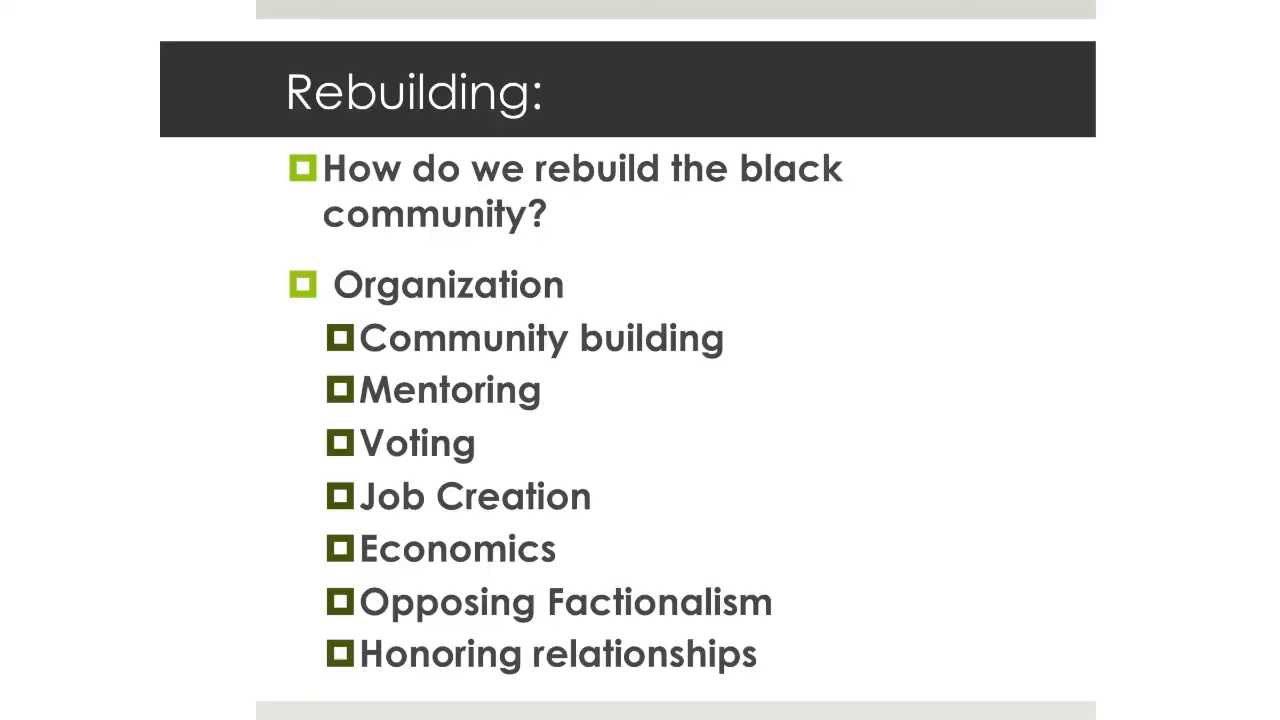 Rebuilding:
How do we rebuild the black
community?
Organization
Community building
Mentoring
Voting
Job Creation
Economics
Opposing Factionalism
Honoring relationships